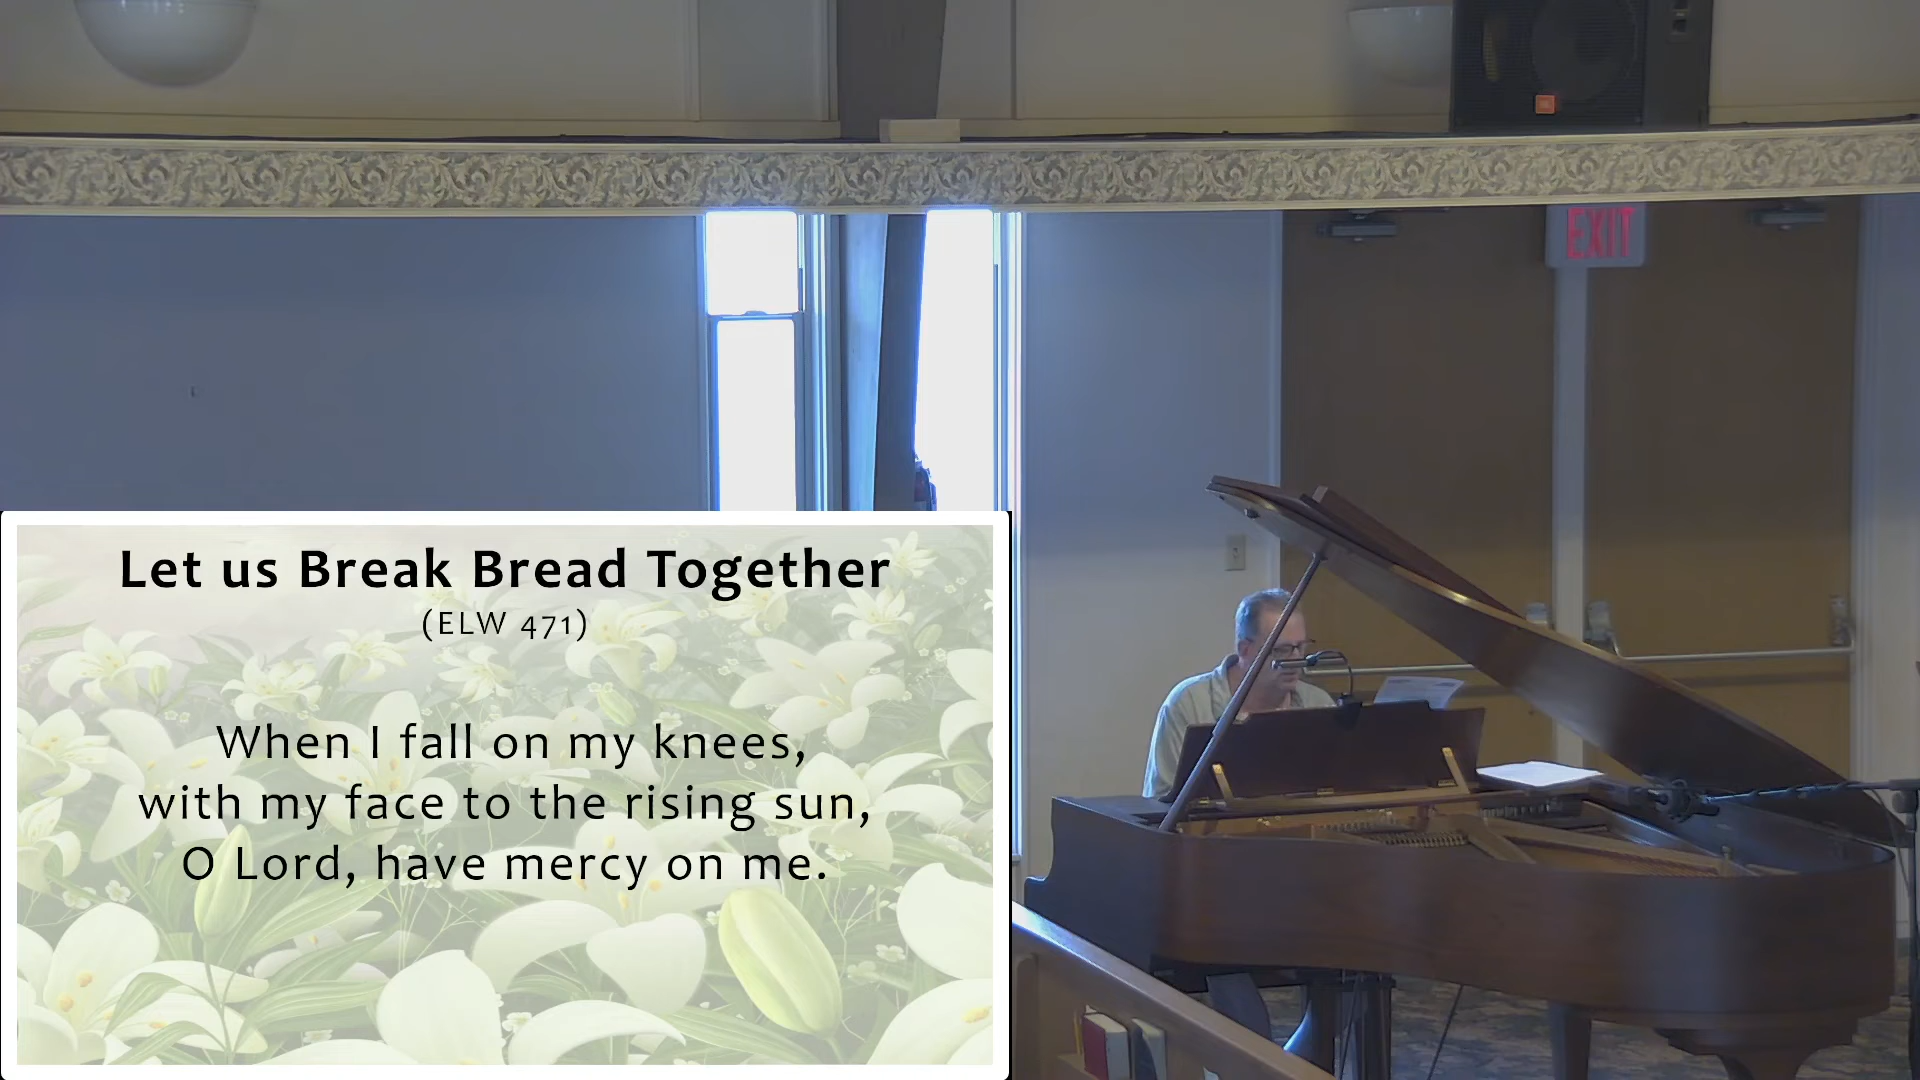 EXIT
Let us Break Bread Together
(ELW 471)
When I fall on my knees,
with my face to the rising sun,
O Lord, have mercy on me.